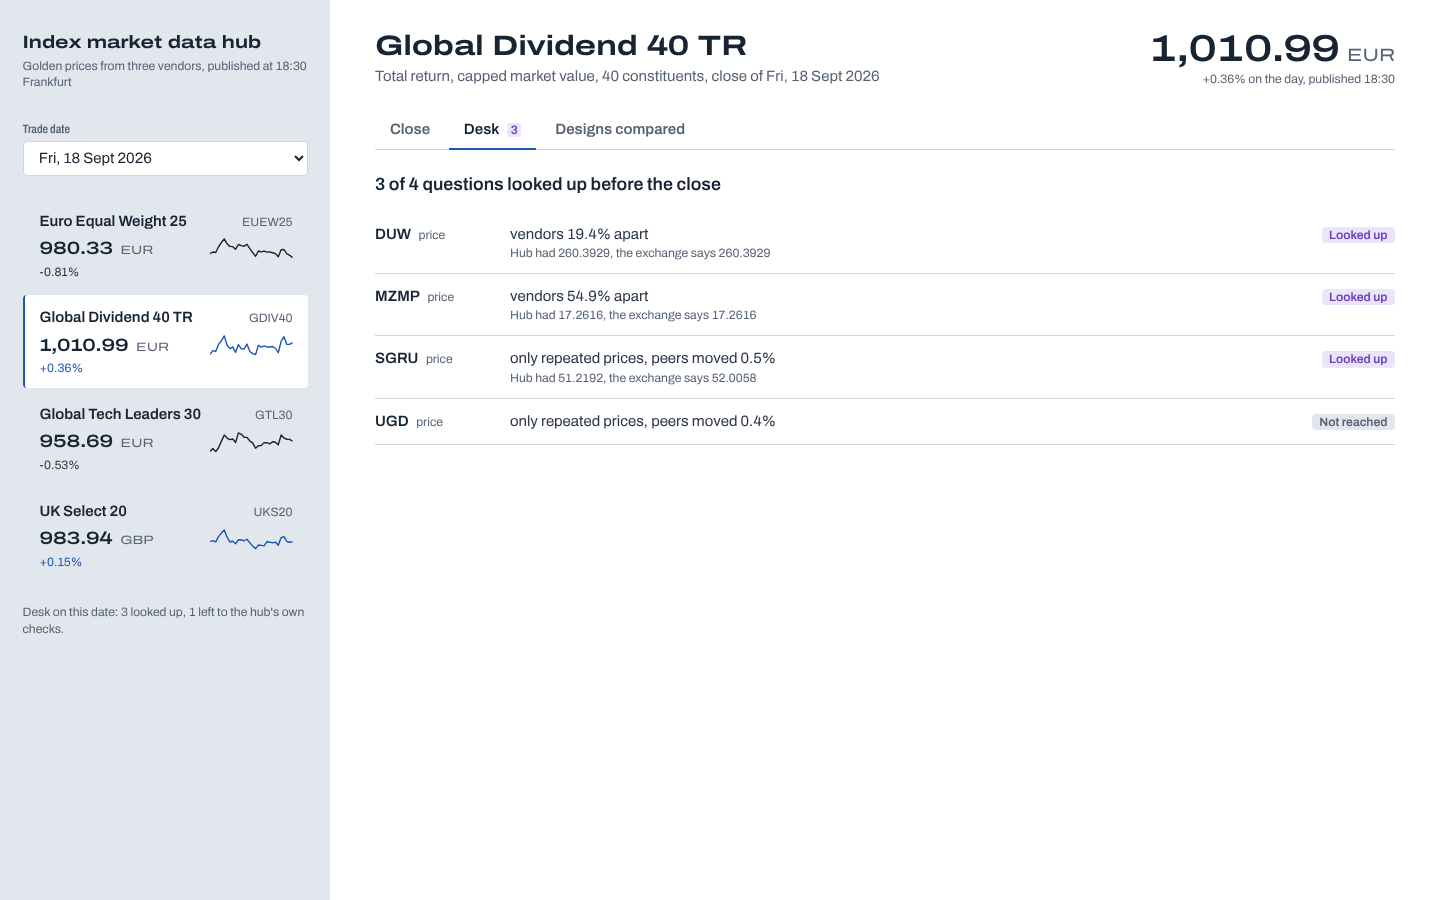 Index market data hub
Golden prices from three vendors, published at 18:30
Frankfurt
Trade date
Fri, 18 Sept 2026
Euro Equal Weight 25 EUEW25
980.33 EUR
-0.81%
Global Dividend 40 TR GDIV40
1,010.99 EUR
+0.36%
Global Tech Leaders 30 GTL30
958.69 EUR
-0.53%
UK Select 20 UKS20
983.94 GBP
+0.15%
Desk on this date: 3 looked up, 1 left to the hub's own
checks.
Global Dividend 40 TR
Total return, capped market value, 40 constituents, close of Fri, 18 Sept 2026
1,010.99 EUR
+0.36% on the day, published 18:30
Close Desk 3 Designs compared
3 of 4 questions looked up before the close
DUW price vendors 19.4% apart Looked up
Hub had 260.3929, the exchange says 260.3929
MZMP price vendors 54.9% apart Looked up
Hub had 17.2616, the exchange says 17.2616
SGRU price only repeated prices, peers moved 0.5% Looked up
Hub had 51.2192, the exchange says 52.0058
UGD price only repeated prices, peers moved 0.4% Not reached